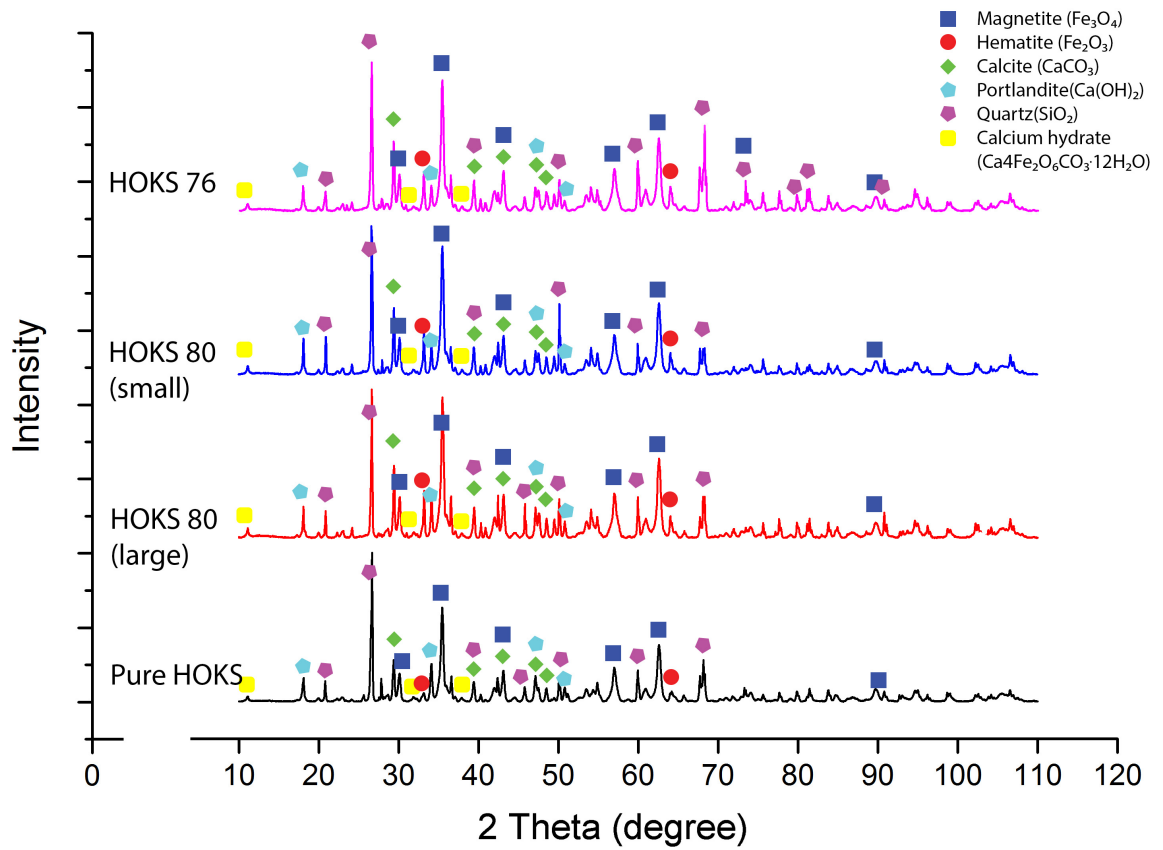 Magnetite (Fe₃O₄)
Hematite (Fe₂O₃)
Calcite (CaCO₃)
Portlandite(Ca(OH)₂)
Quartz(SiO₂)
Calcium hydrate
(Ca4Fe₂O₆CO₃·12H₂O)
HOKS 76
HOKS 80
(small)
HOKS 80
(large)
Pure HOKS
Intensity
0 10 20 30 40 50 60 70 80 90 100 110 120
2 Theta (degree)